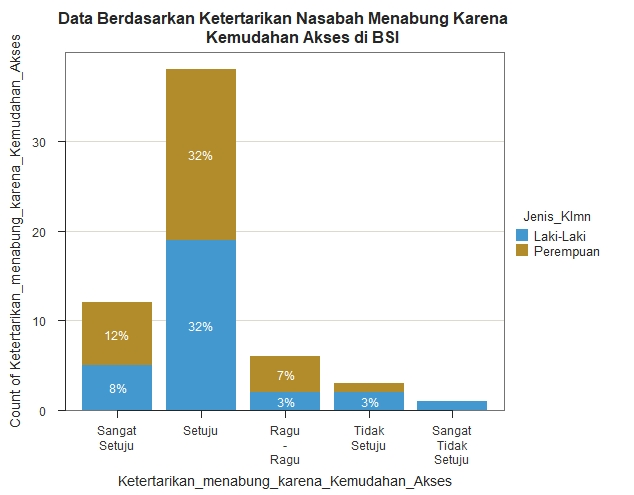 Data Berdasarkan Ketertarikan Nasabah Menabung Karena
Kemudahan Akses di BSI
Count of Ketertarikan_menabung_karena_Kemudahan_Akses
30
20
10
0
32%
32%
12%
8%
7%
3%
3%
Sangat
Setuju
Setuju
Ragu
-
Ragu
Tidak
Setuju
Sangat
Tidak
Setuju
Ketertarikan_menabung_karena_Kemudahan_Akses
Jenis_Klmn
Laki-Laki
Perempuan